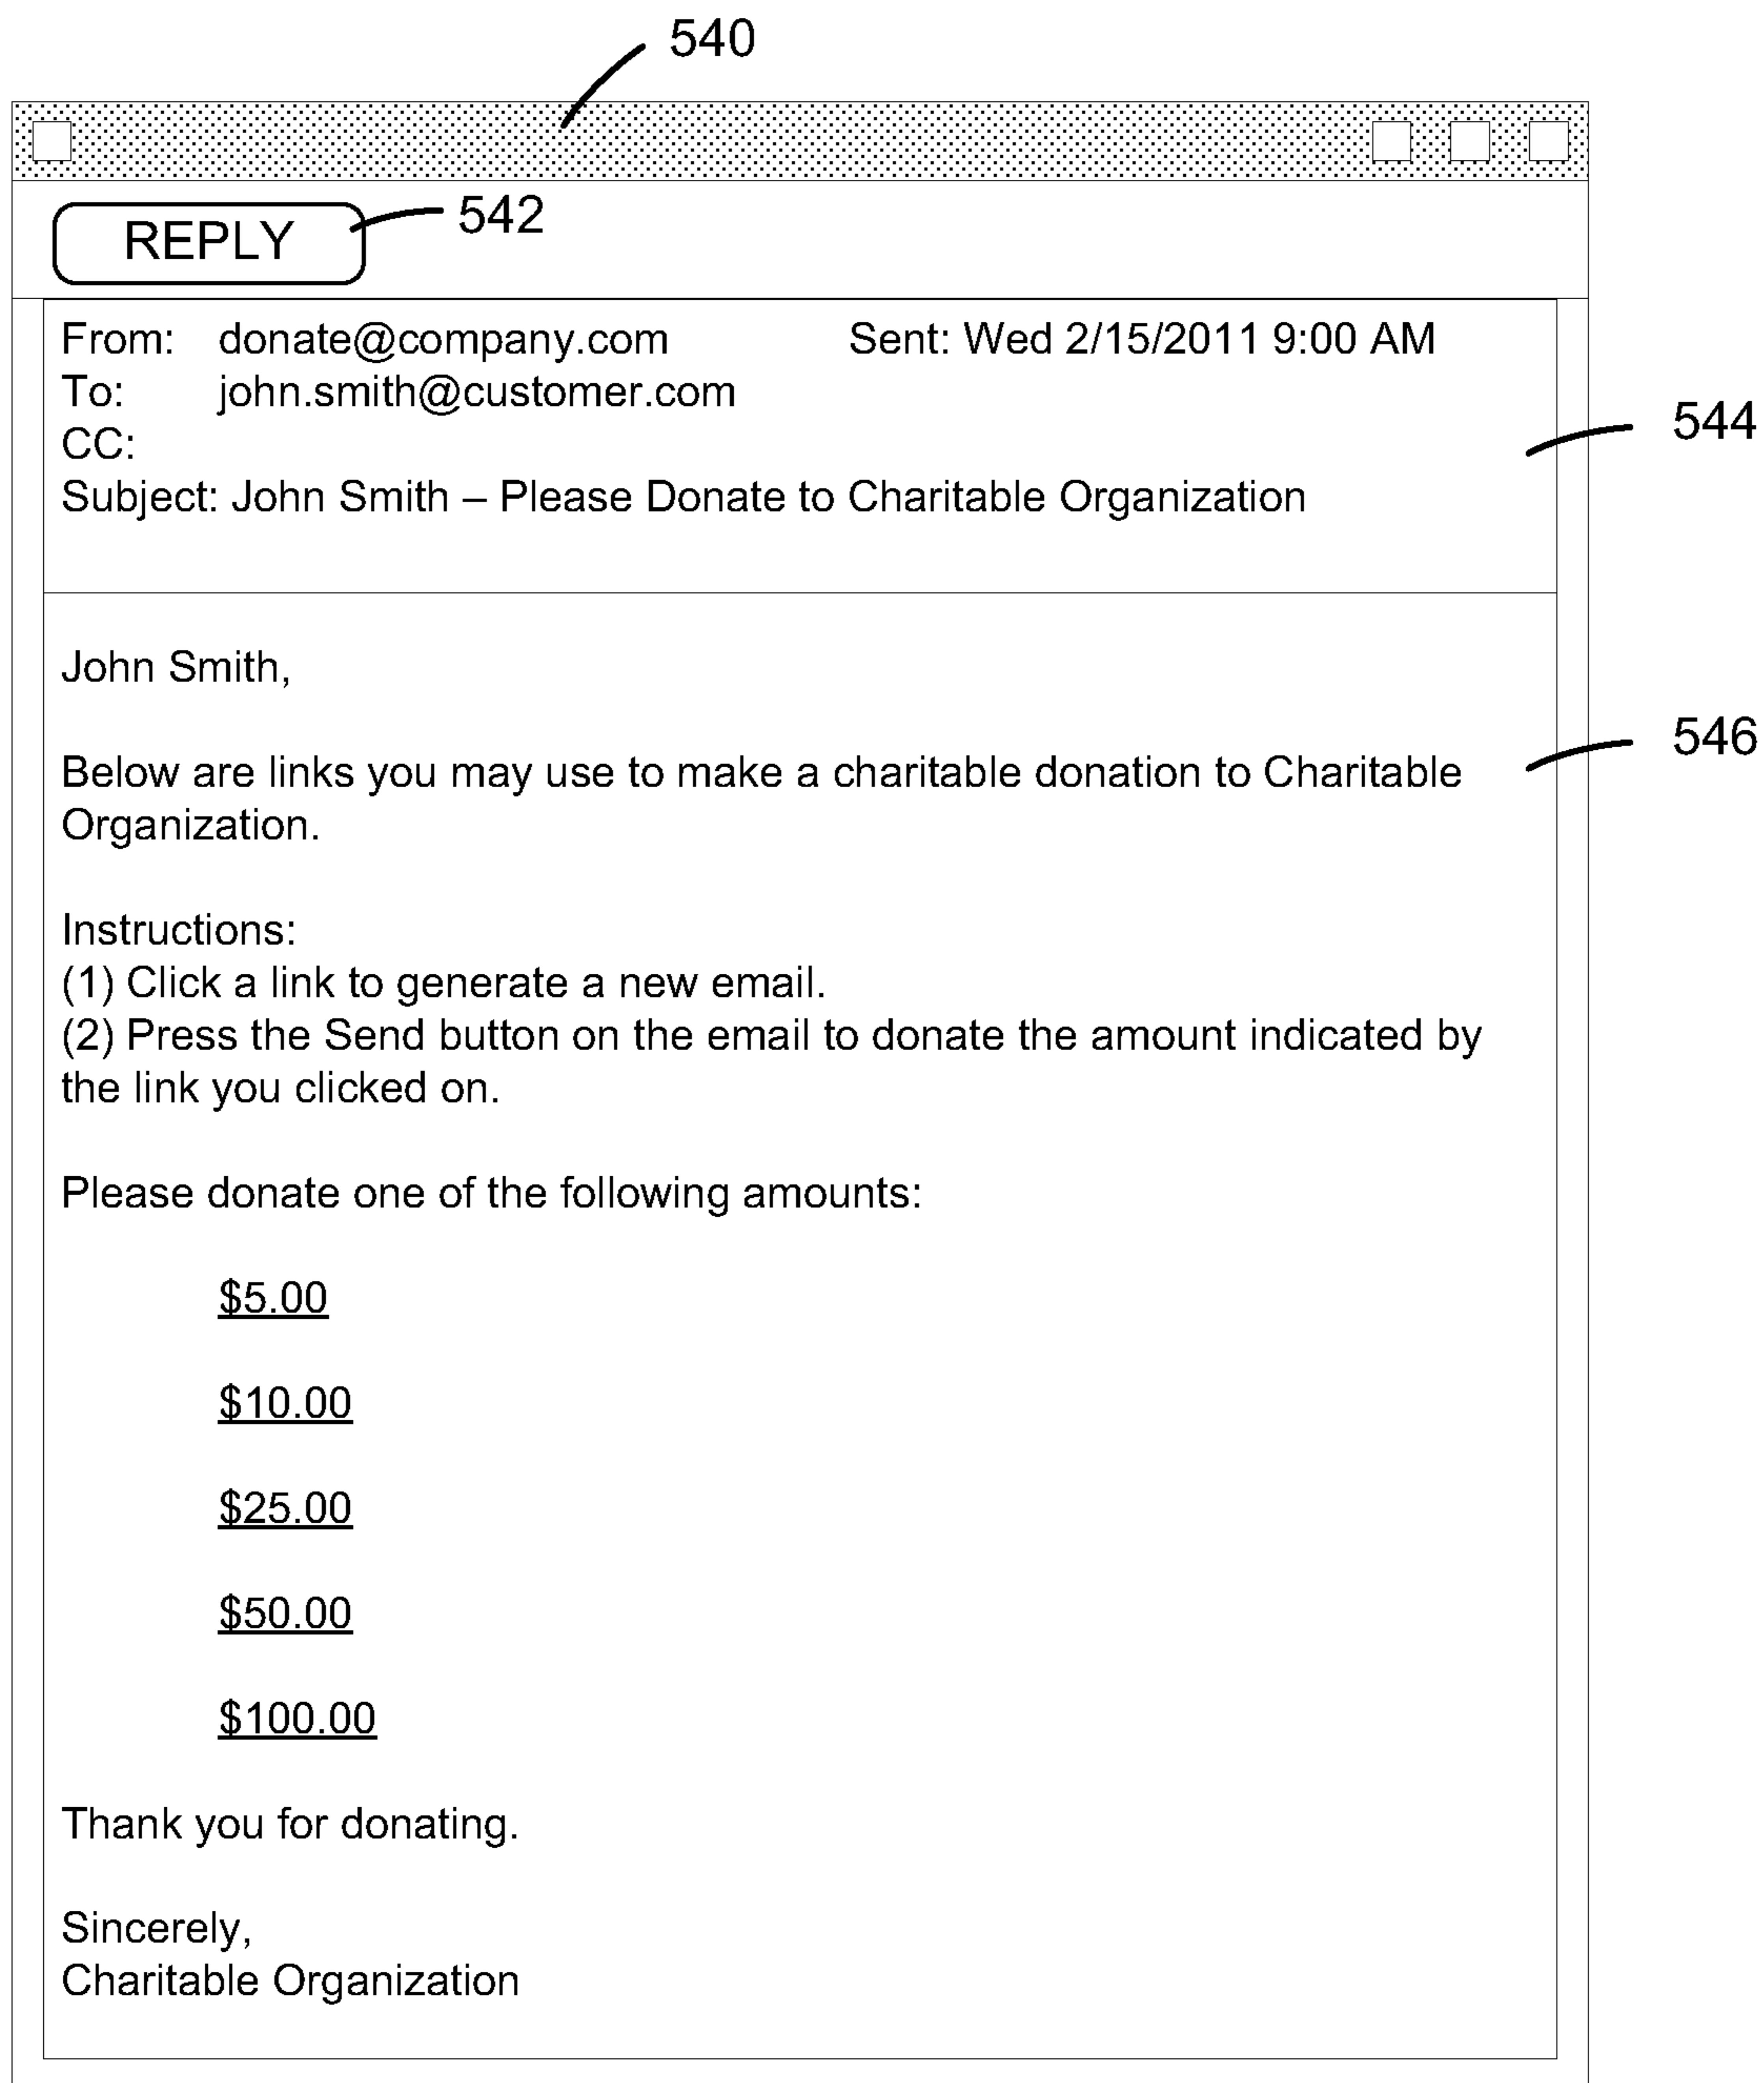 540
REPLY 542
From: donate@company.com Sent: Wed 2/15/2011 9:00 AM
To: john.smith@customer.com
544
CC:
Subject: John Smith – Please Donate to Charitable Organization
John Smith,
546
Below are links you may use to make a charitable donation to Charitable
Organization.
Instructions:
(1) Click a link to generate a new email.
(2) Press the Send button on the email to donate the amount indicated by
the link you clicked on.
Please donate one of the following amounts:
$5.00
$10.00
$25.00
$50.00
$100.00
Thank you for donating.
Sincerely,
Charitable Organization